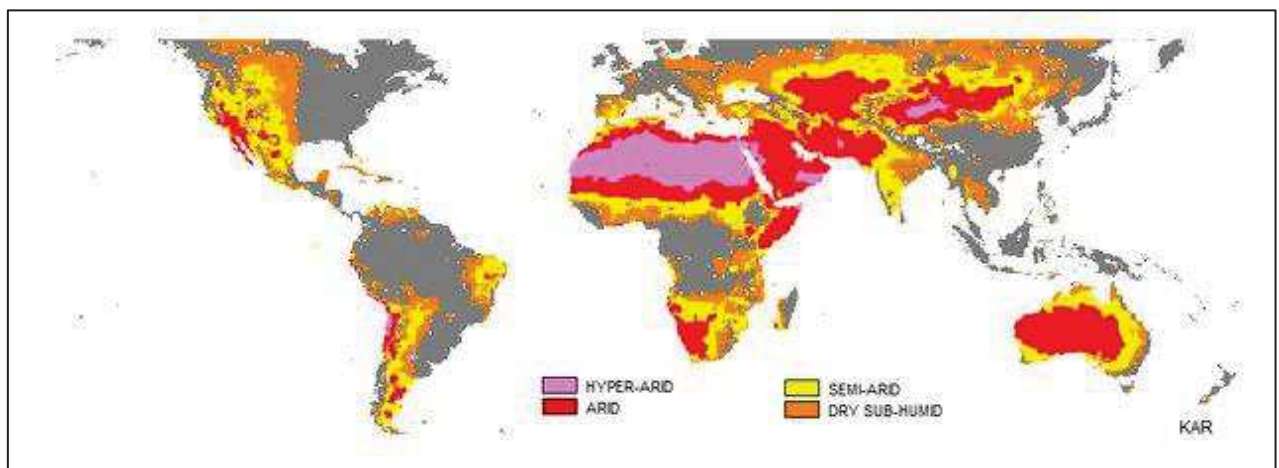 HYPER-ARID
ARID
SEMI-ARID
DRY SUB-HUMID
KAR